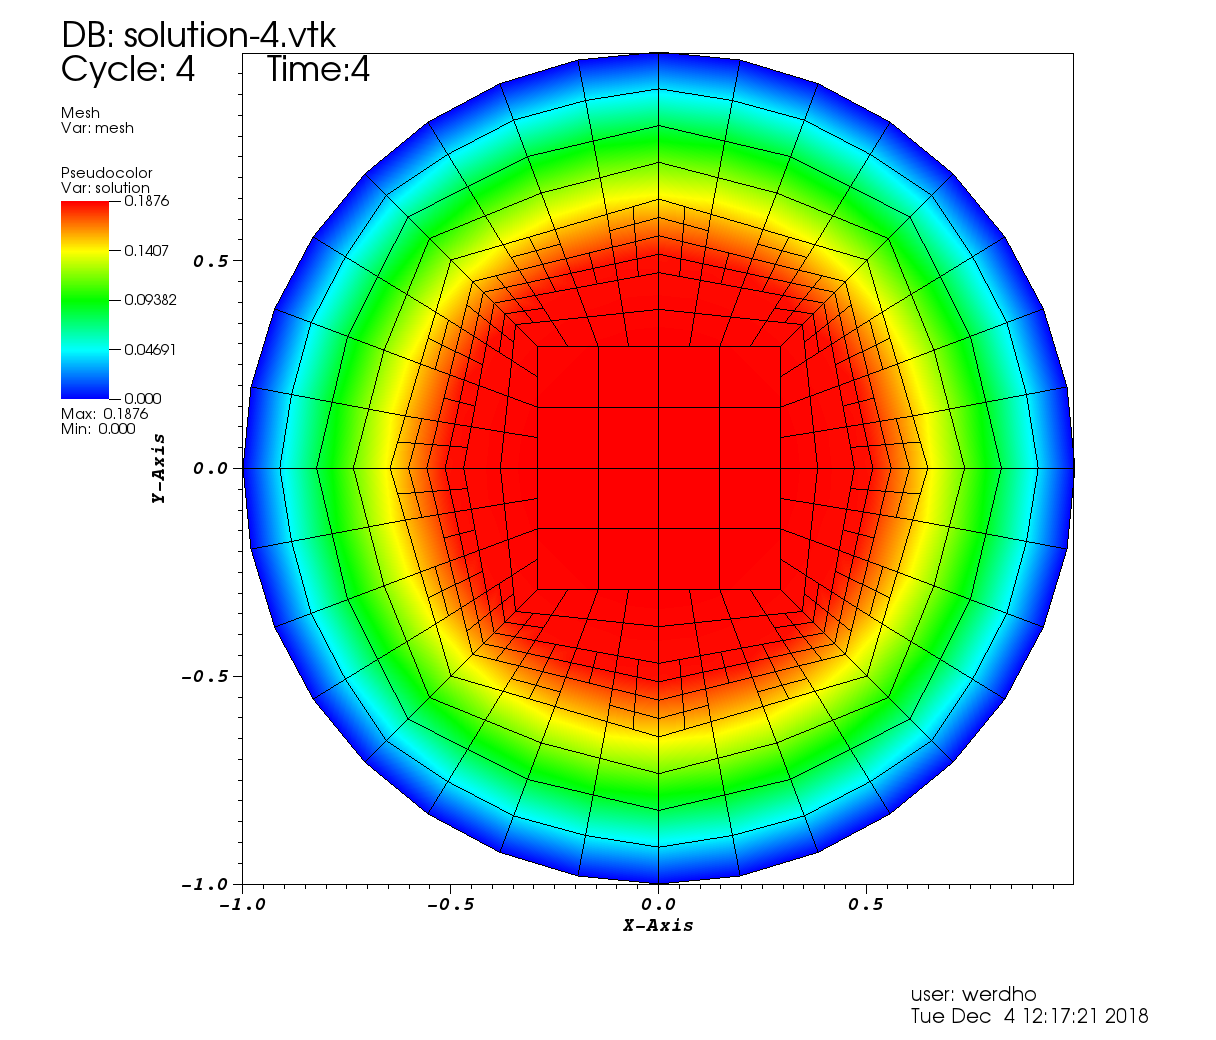 DB: solution-4.vtk
Cycle: 4 Time:4
Mesh
Var: mesh
Pseudocolor
Var: solution
0.1876
0.1407
0.09382
0.04691
0.000
Max: 0.1876
Min: 0.000
0.5
0.0
-0.5
-1.0
Y-Axis
-1.0 -0.5 0.0 0.5
X-Axis
user: werdho
Tue Dec 4 12:17:21 2018